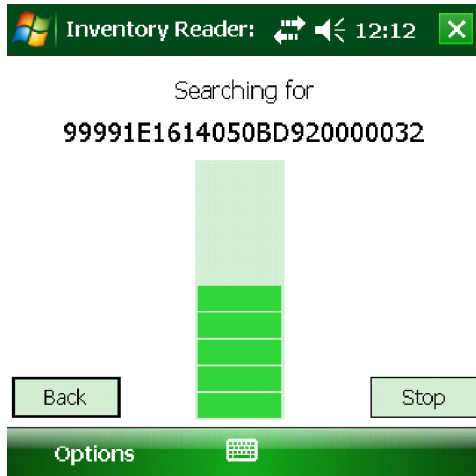 Inventory Reader: 12:12
Searching for
99991E1614050BD920000032
Back
Stop
Options